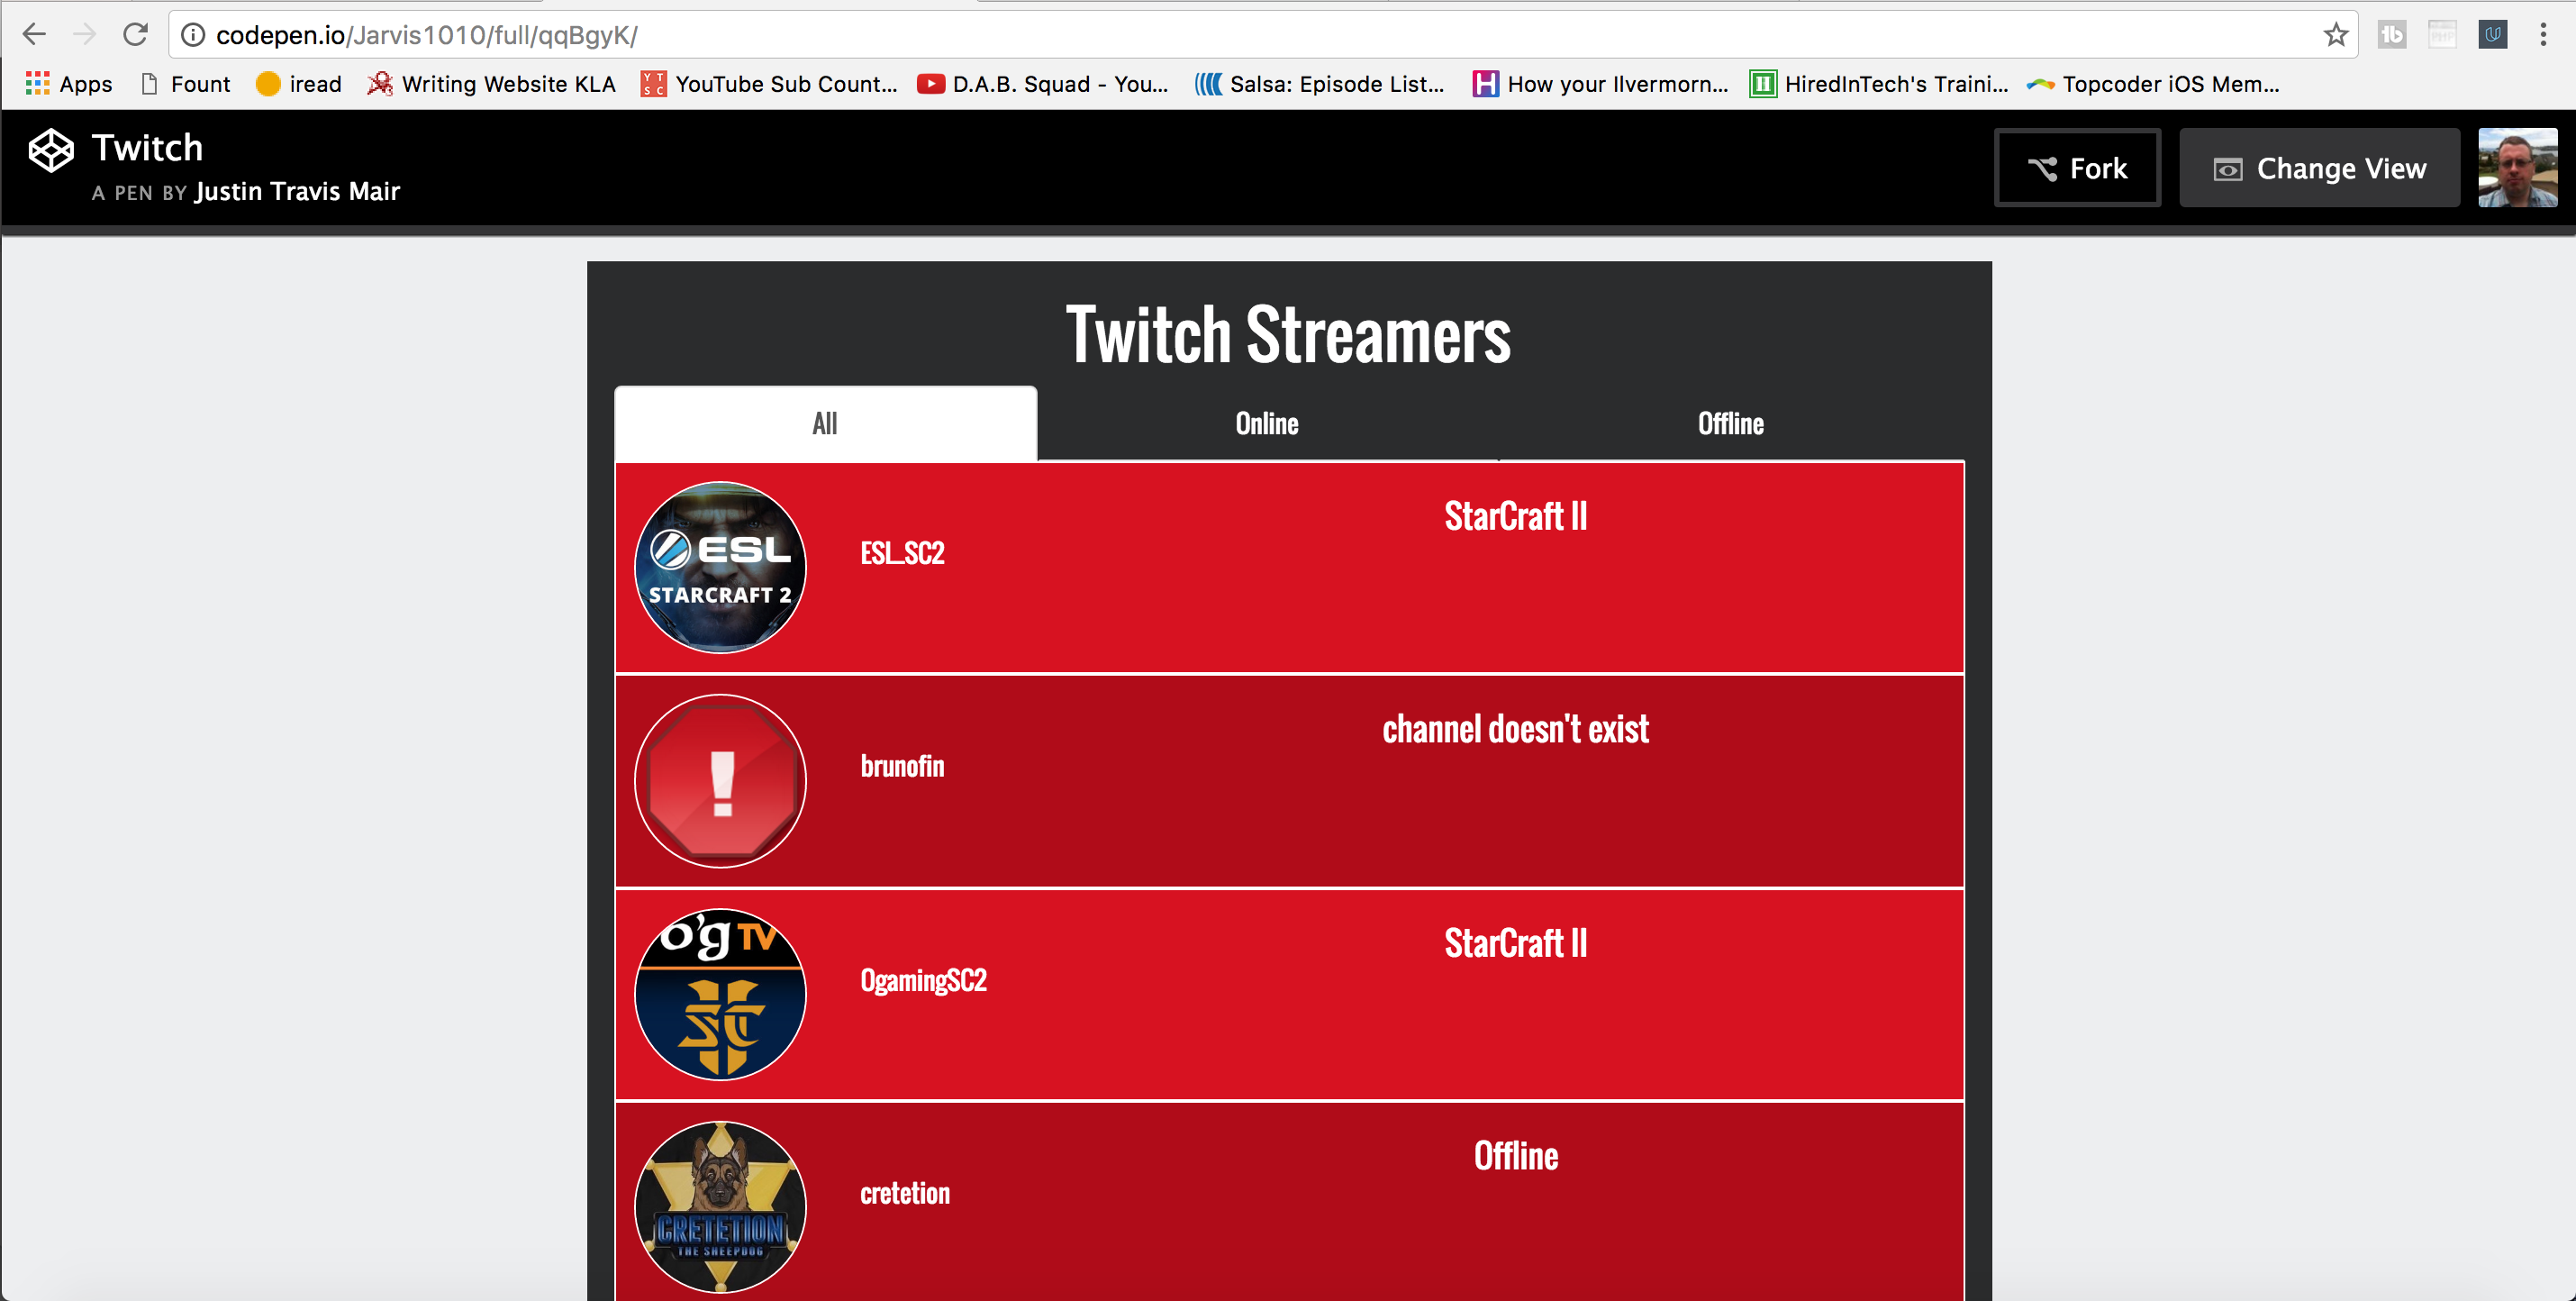 codepen.io/Jarvis1010/full/qqBgyK/
Apps Fount iread Writing Website KLA YouTube Sub Count... D.A.B. Squad - You... Salsa: Episode List... How your Ilvermorn... HiredInTech's Traini... Topcoder iOS Mem...
Twitch
A PEN BY Justin Travis Mair
Fork
Change View
Twitch Streamers
All Online Offline
ESL
STARCRAFT 2
ESL_SC2
StarCraft II
!
brunofin
channel doesn't exist
o'g TV
SC
OgamingSC2
StarCraft II
CRETETION
THE SHEEPDOG
cretetion
Offline